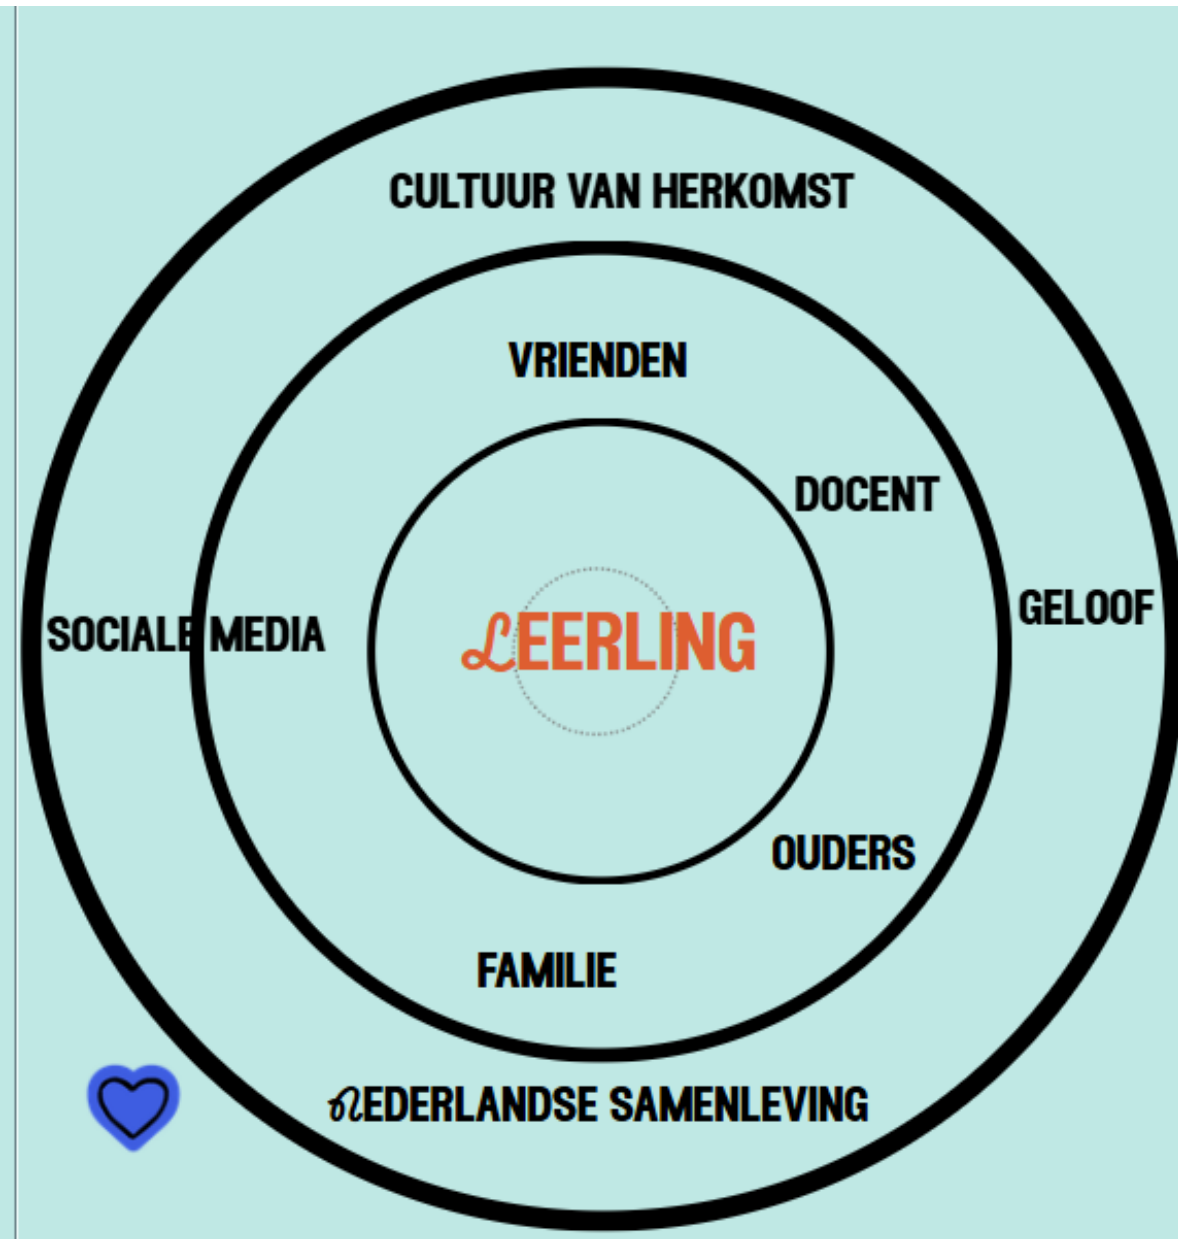 CULTUUR VAN HERKOMST
VRIENDEN
DOCENT
GELOOF
SOCIALE MEDIA
LEERLING
OUDERS
FAMILIE
NEDERLANDSE SAMENLEVING